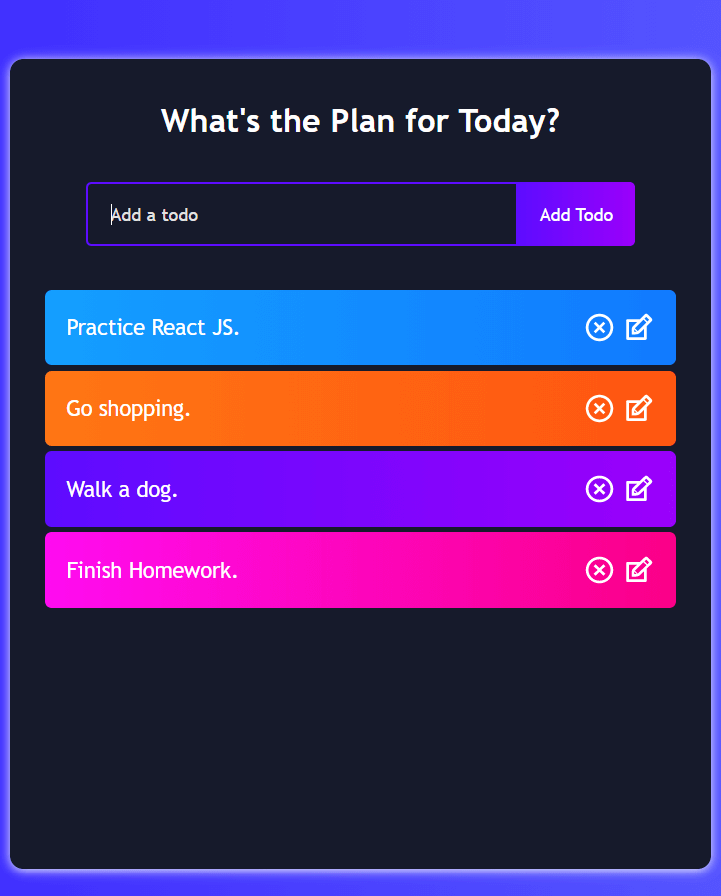 What's the Plan for Today?
Add a todo
Add Todo
Practice React JS.
Go shopping.
Walk a dog.
Finish Homework.